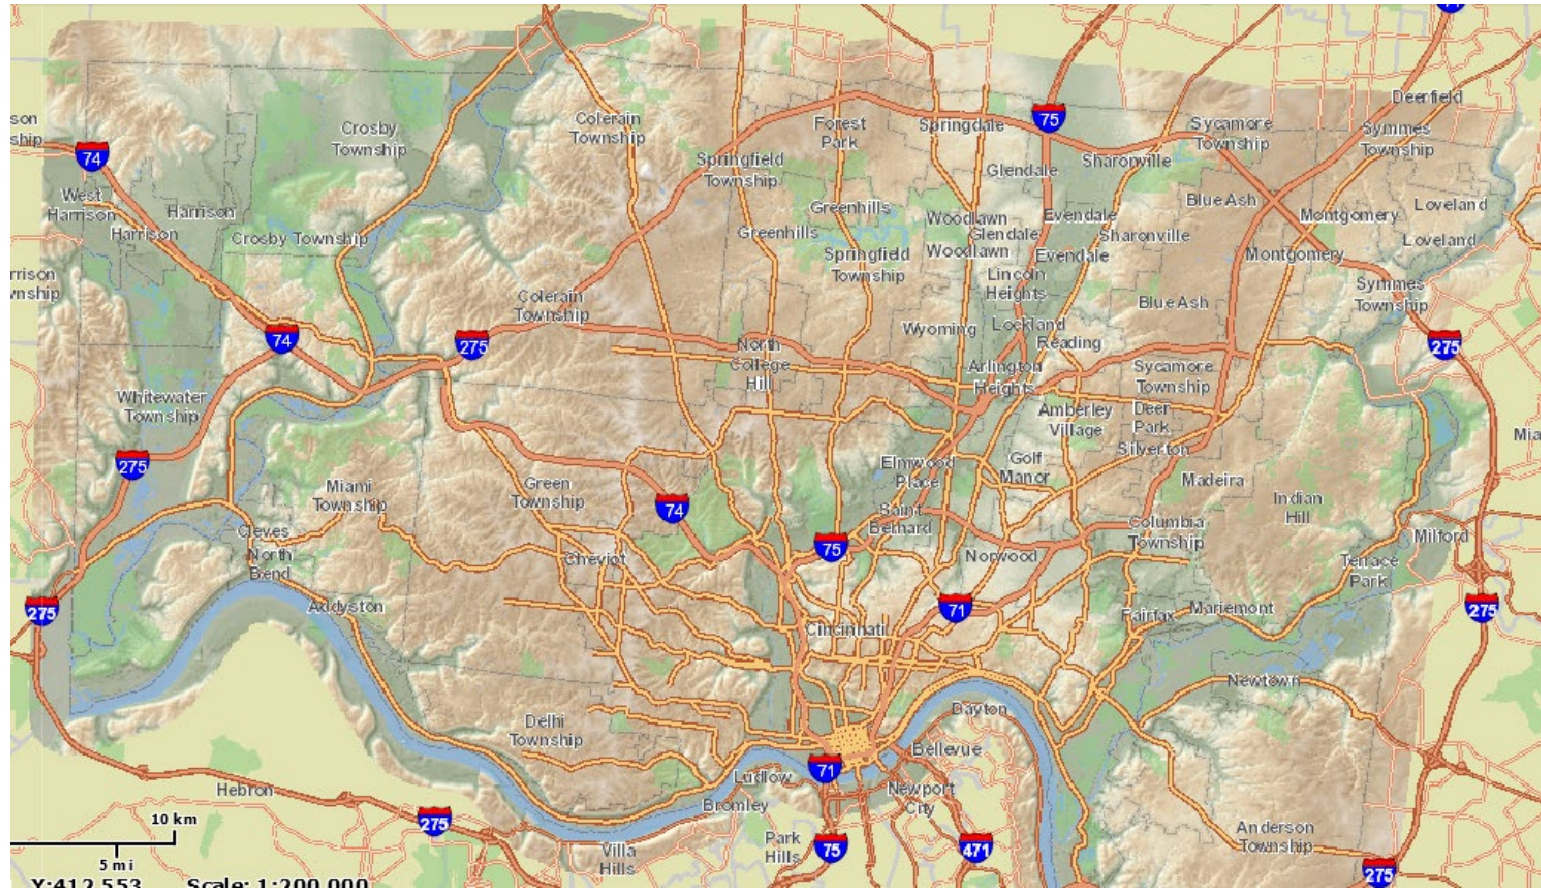 Deerfield
75
Forest
Park
Springdale
Colerain
Township
Crosby
Township
Sycamore
Township
Symmes
Township
74
Springfield
Township
Glendale
Sharonville
West
Harrison
Harrison
Harrison
Crosby Township
Greenhills
Greenhills
Woodlawn
Glendale
Woodlawn
Evendale
Evendale
Sharonville
Blue Ash
Montgomery
Montgomery
Loveland
Loveland
Springfield
Township
Lincoln
Heights
Symmes
Township
Colerain
Township
Blue Ash
Wyoming
Lockland
Reading
74
275
275
North
College
Hill
Arlington
Heights
Sycamore
Township
Whitewater
Township
Amberley
Village
Deer
Park
Silverton
275
Elmwood
Place
Golf
Manor
Madeira
Indian
Hill
Miami
Township
Green
Township
74
Saint
Bernard
Columbia
Township
Milford
Cleves
North
Bend
Cheviot
75
Norwood
Terrace
Park
275
Addyston
71
Fairfax
Mariemont
275
Cincinnati
Newtown
Delhi
Township
Dayton
Bellevue
71
Ludlow
Bromley
Newport
City
Hebron
275
10 km
5 mi
Villa
Hills
Park
Hills
75
471
Anderson
Township
275
Y:412,553 Scale: 1:200,000